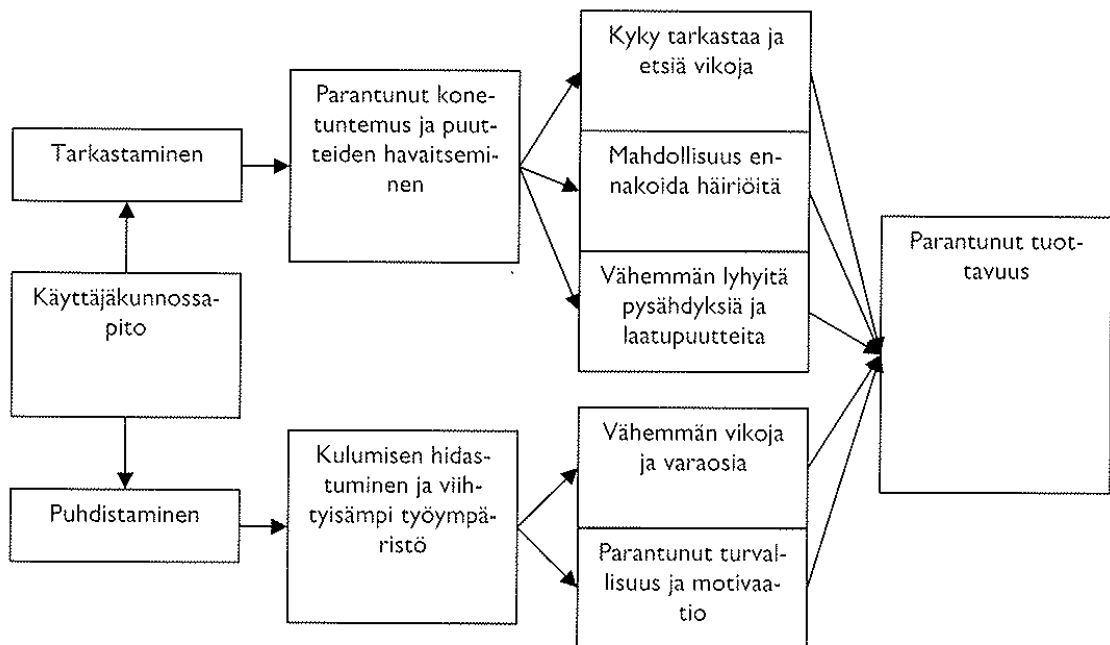 Kyky tarkastaa ja
etsiä vikoja
Parantunut kone-
tuntemus ja puut-
teiden havaitsemi-
nen
Tarkastaminen
Mahdollisuus en-
nakoida häiriöitä
Parantunut tuot-
tavuus
Käyttäjäkunnossa-
pito
Vähemmän lyhyitä
pysähdyksiä ja
laatupuutteita
Vähemmän vikoja
ja varaosia
Kulumisen hidas-
tuminen ja viih-
tyisämpi työympä-
ristö
Puhdistaminen
Parantunut turval-
lisuus ja motivaa-
tio